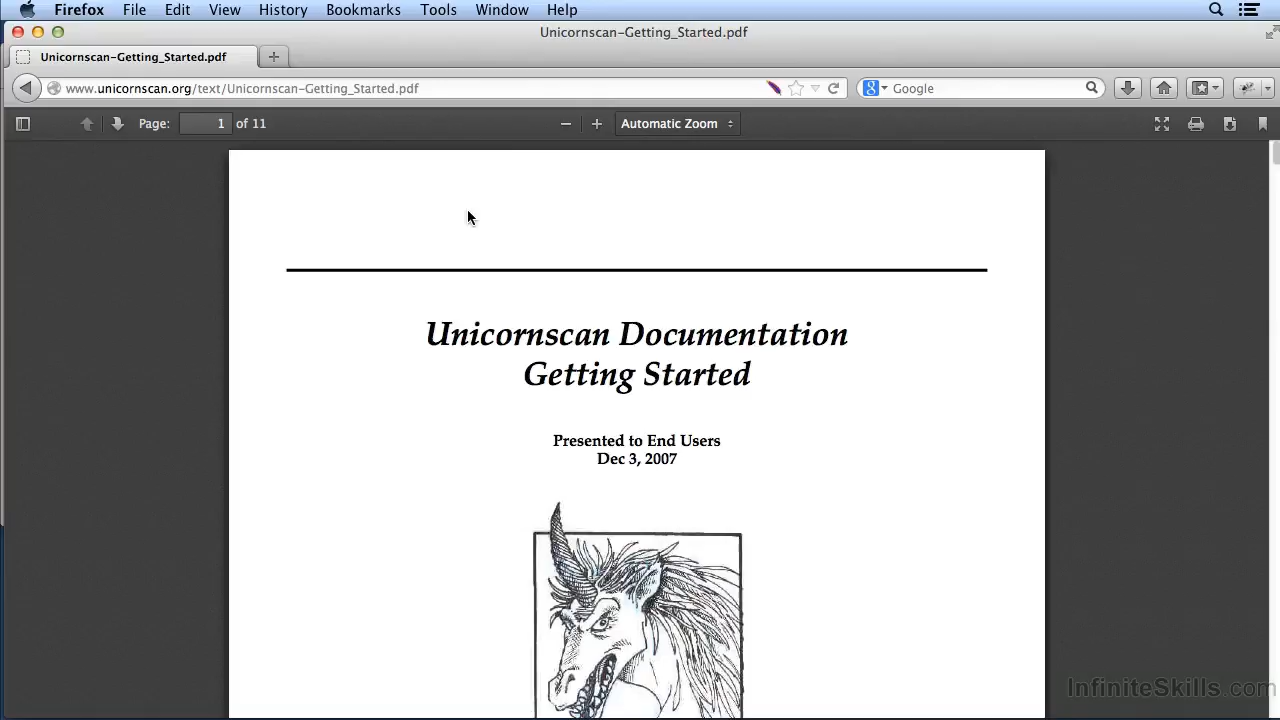 Firefox File Edit View History Bookmarks Tools Window Help
Unicornscan-Getting_Started.pdf
Unicornscan-Getting_Started.pdf
www.unicornscan.org/text/Unicornscan-Getting_Started.pdf
Google
Page: 1 of 11
Automatic Zoom
Unicornscan Documentation
Getting Started
Presented to End Users
Dec 3, 2007
InfiniteSkills.com